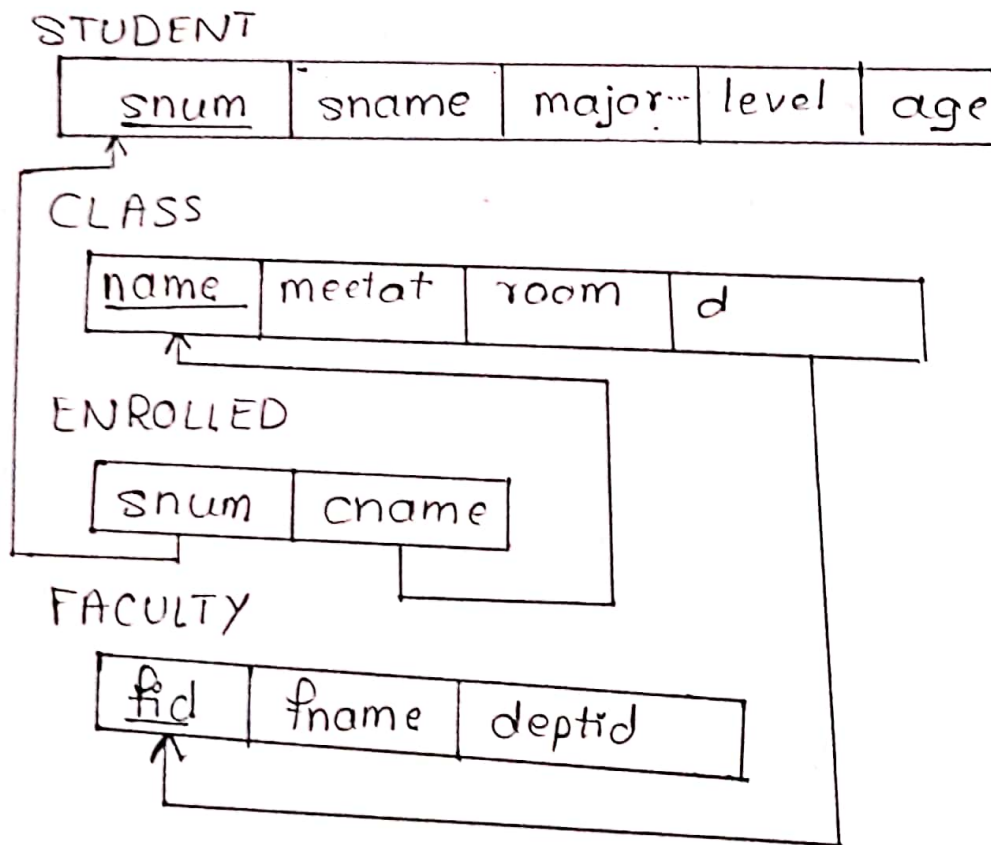 STUDENT
snum sname major level age
CLASS
name meetat room d
ENROLLED
snum cname
FACULTY
fid fname deptid